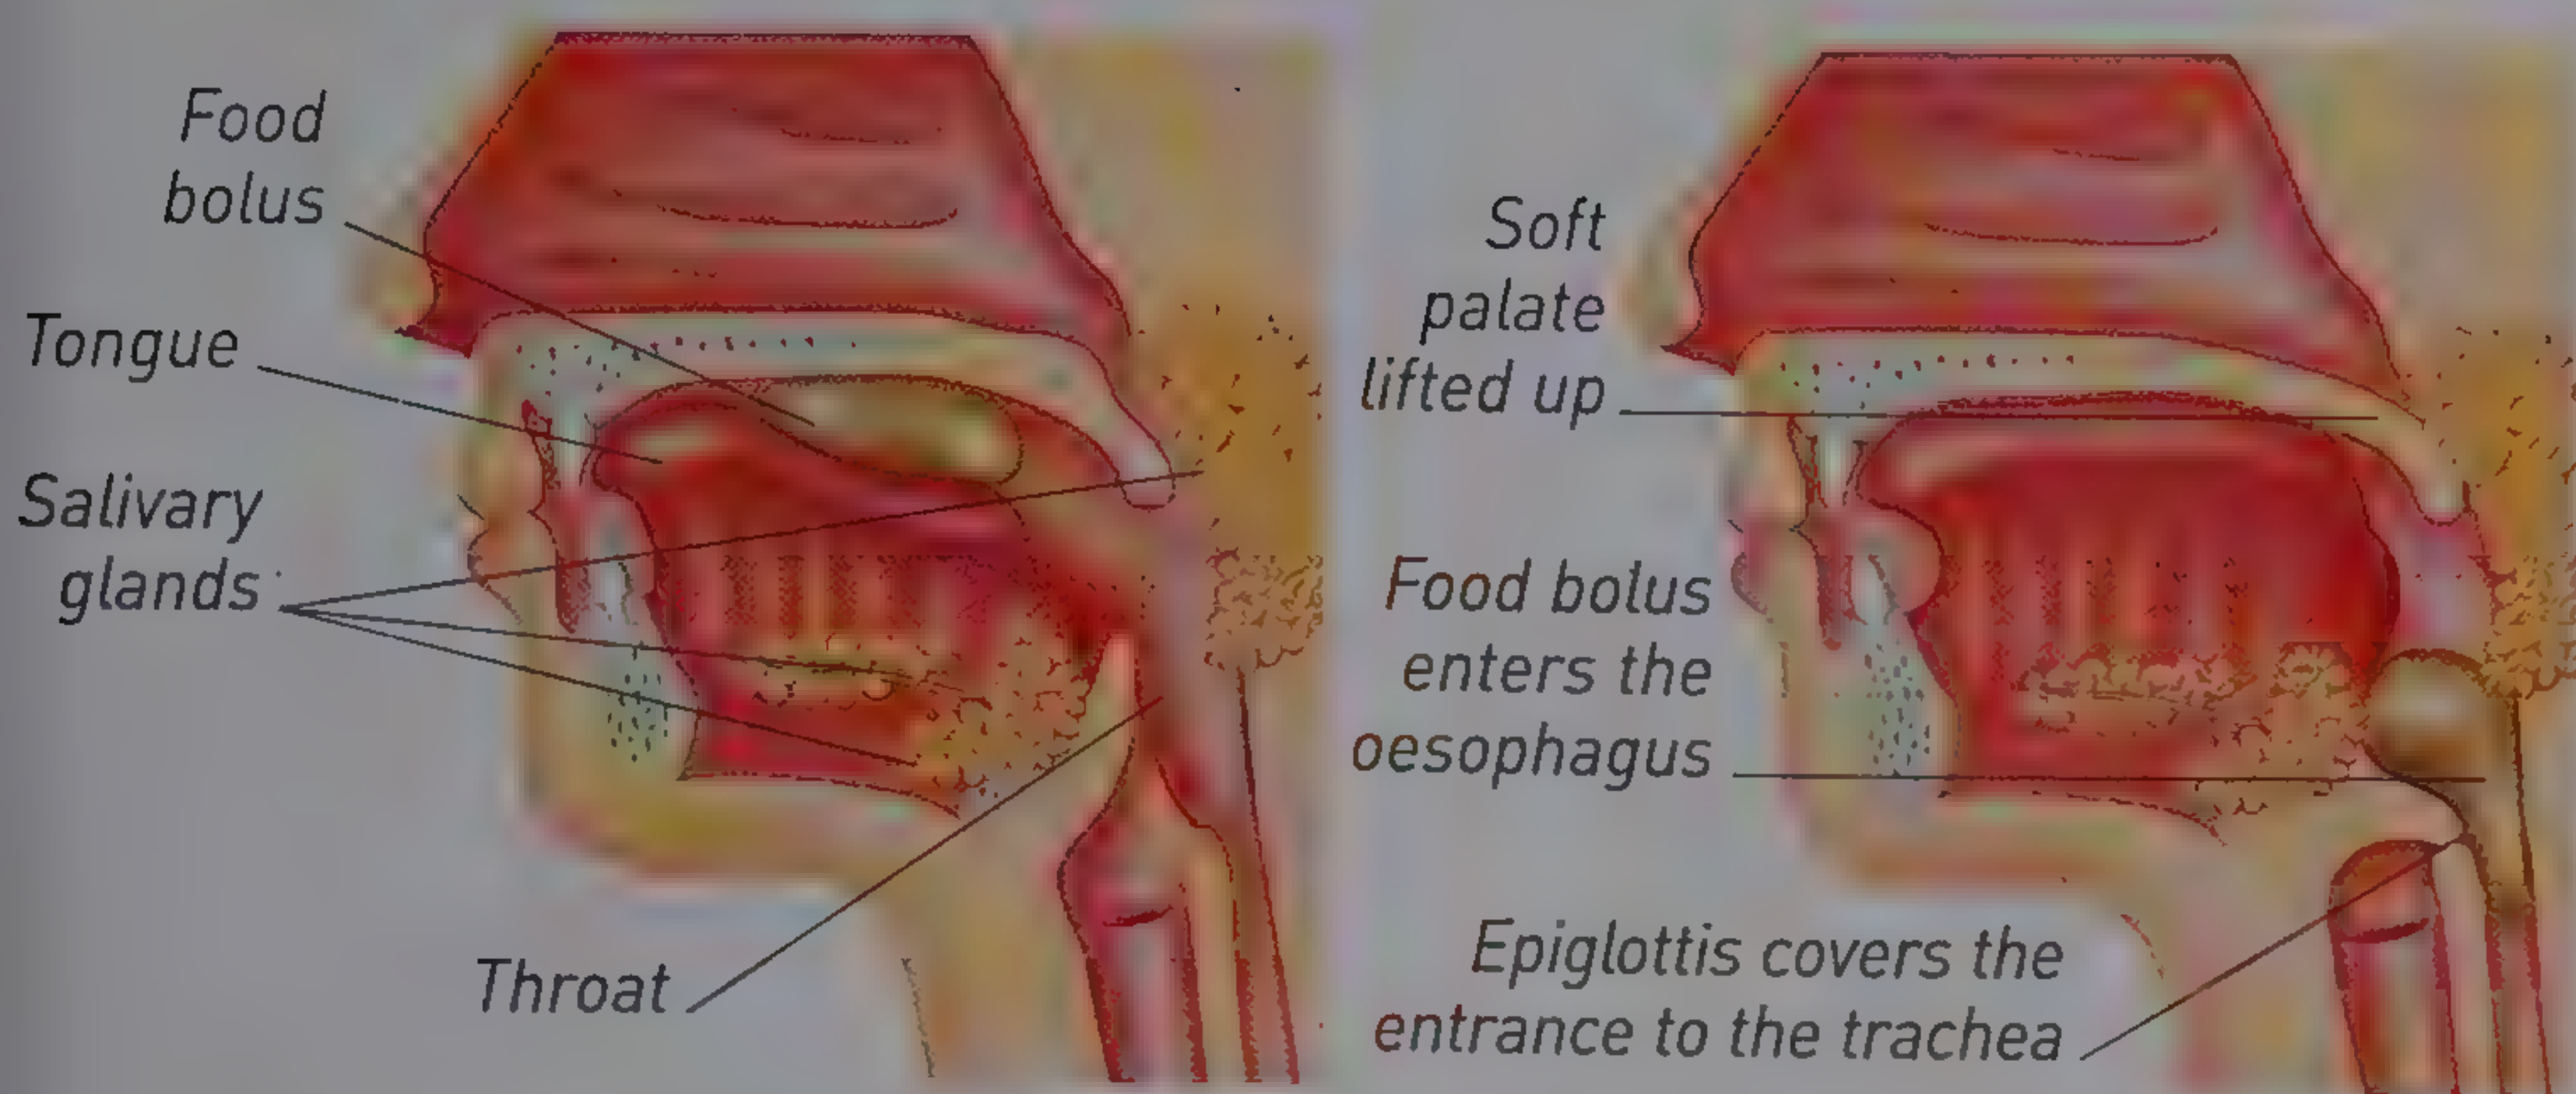 Food
bolus
Tongue
Salivary
glands
Throat
Soft
palate
lifted up
Food bolus
enters the
oesophagus
Epiglottis covers the
entrance to the trachea